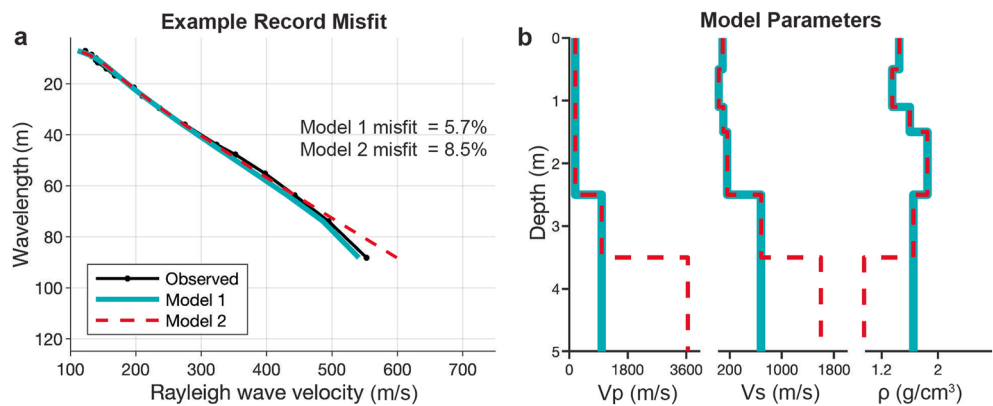 Example Record Misfit
Model Parameters
a
b
20
40
60
80
100
120
Wavelength (m)
Model 1 misfit = 5.7%
Model 2 misfit = 8.5%
Observed
Model 1
Model 2
100 200 300 400 500 600 700
Rayleigh wave velocity (m/s)
0
1
2
3
4
5
Depth (m)
0 1800 3600
Vp (m/s)
200 1000 1800
Vs (m/s)
1.2 2
ρ (g/cm³)